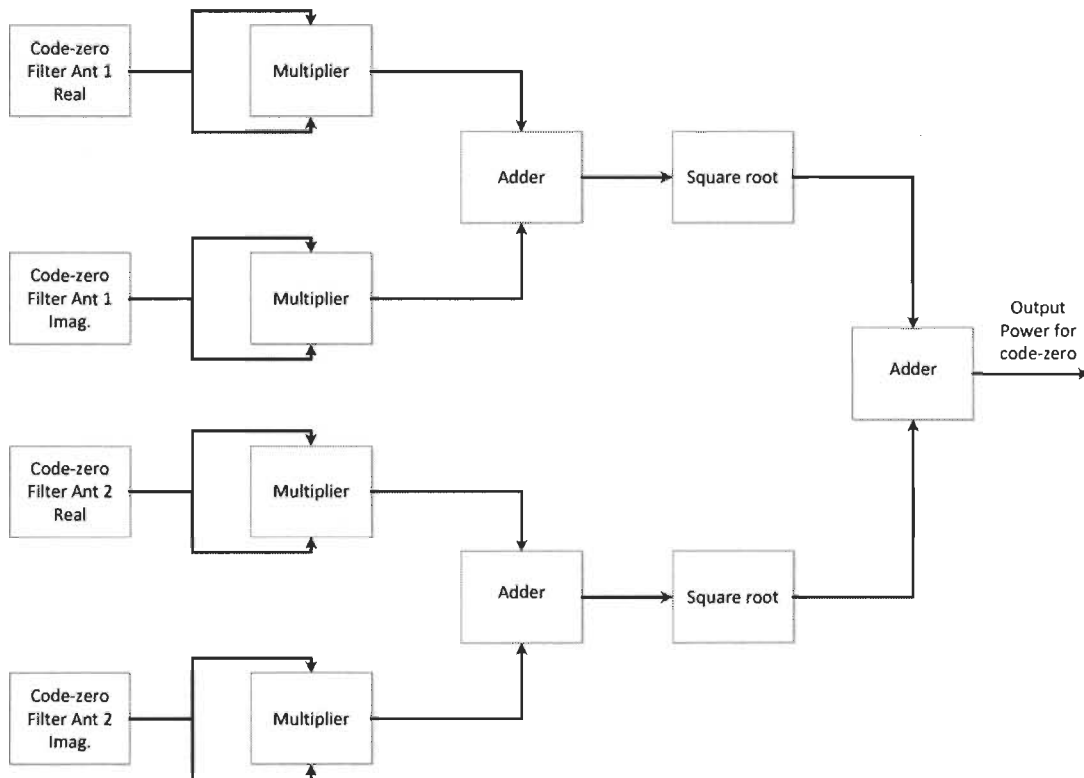 Code-zero
Filter Ant 1
Real
Multiplier
Adder
Square root
Code-zero
Filter Ant 1
Imag.
Multiplier
Output
Power for
code-zero
Adder
Code-zero
Filter Ant 2
Real
Multiplier
Adder
Square root
Code-zero
Filter Ant 2
Imag.
Multiplier